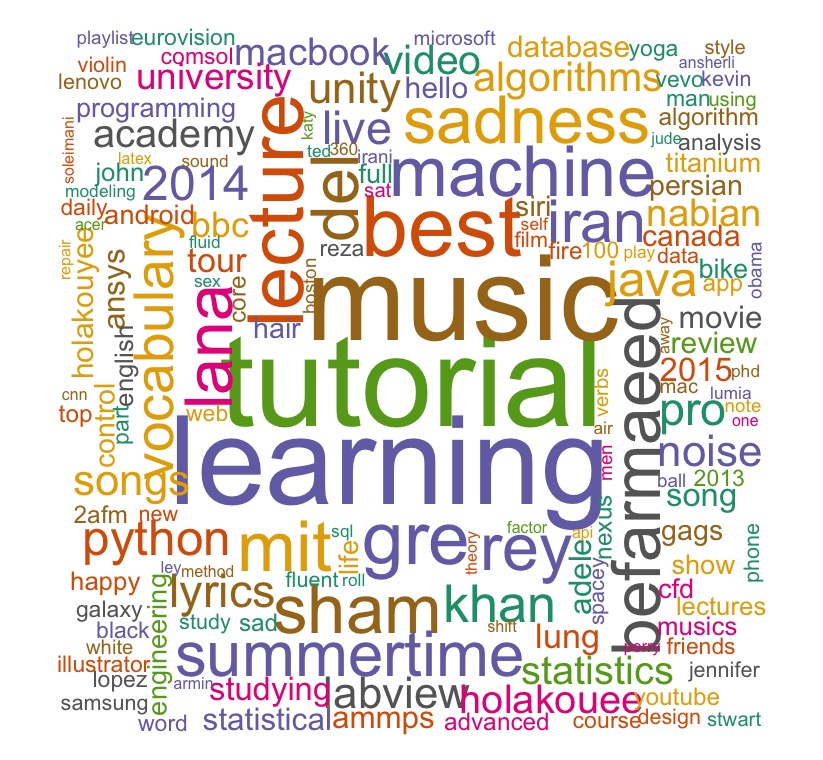 playlist
eurovision
microsoft
violin
comsol
macbook
video
database
yoga
style
lenovo
university
unity
hello
algorithms
vevo
kevin
ansherli
programming
katy
live
sadness
man
using
academy
lecture
ted
360
irani
algorithm
soleimani
latex
sound
del
full
machine
jude
analysis
john
2014
sat
titanium
modeling
persian
daily
android
bbc
best
siri
self
film
iran
nabian
acer
fluid
reza
fire
100
play
data
canada
repair
holakouyee
ansys
vocabulary
tour
sex
core
boston
music
java
bike
app
obama
lana
hair
befarmaeed
away
movie
review
english
tutorial
2015
phd
cnn
control
part
web
verbs
mac
lumia
top
air
pro
note
one
learning
men
noise
songs
ball
2013
song
2afm
new
python
mit
sql
life
gre
theory
rey
factor
api
nexus
gags
phone
happy
ley
method
lyrics
fluent
roll
adele
spacey
show
cfd
galaxy
engineering
sham
khan
lectures
black
study
sad
shift
lung
musics
white
summertime
perry
friends
illustrator
statistics
jennifer
lopez
armin
studying
labview
holakouee
youtube
samsung
word
statistical
ammps
advanced
course
design
stwart